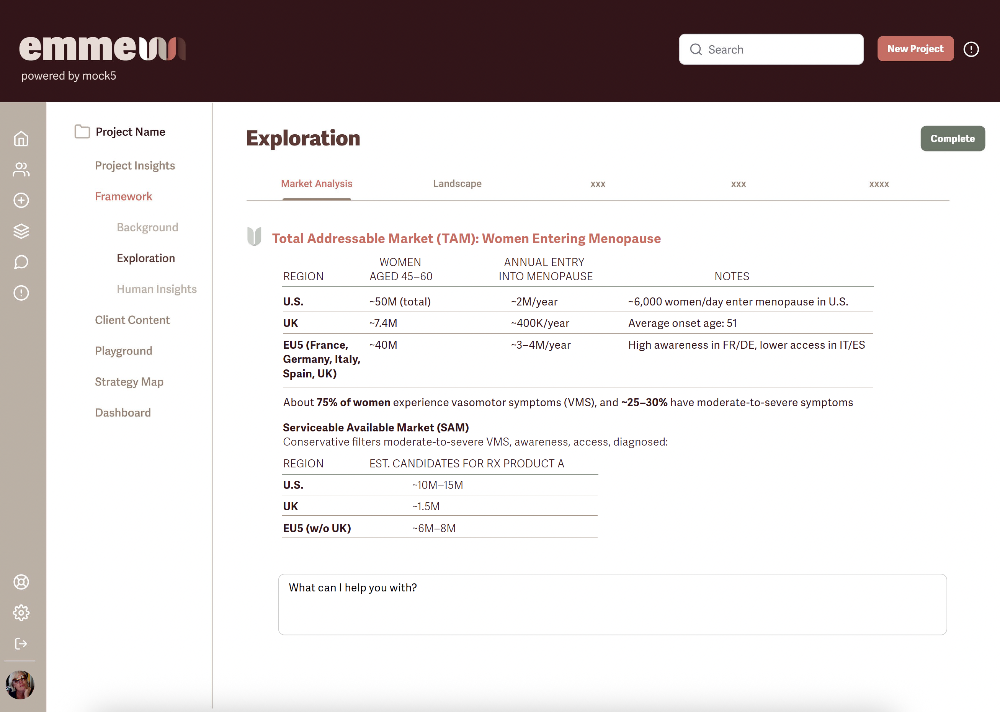 emme
powered by mock5
Search
New Project
Project Name
Project Insights
Framework
Background
Exploration
Human Insights
Client Content
Playground
Strategy Map
Dashboard
Exploration
Complete
Market Analysis Landscape xxx xxx xxxx
Total Addressable Market (TAM): Women Entering Menopause
WOMEN ANNUAL ENTRY
REGION AGED 45–60 INTO MENOPAUSE NOTES
U.S. ~50M (total) ~2M/year ~6,000 women/day enter menopause in U.S.
UK ~7.4M ~400K/year Average onset age: 51
EU5 (France, ~40M ~3–4M/year High awareness in FR/DE, lower access in IT/ES
Germany, Italy,
Spain, UK)
About 75% of women experience vasomotor symptoms (VMS), and ~25–30% have moderate-to-severe symptoms
Serviceable Available Market (SAM)
Conservative filters moderate-to-severe VMS, awareness, access, diagnosed:
REGION EST. CANDIDATES FOR RX PRODUCT A
U.S. ~10M–15M
UK ~1.5M
EU5 (w/o UK) ~6M–8M
What can I help you with?